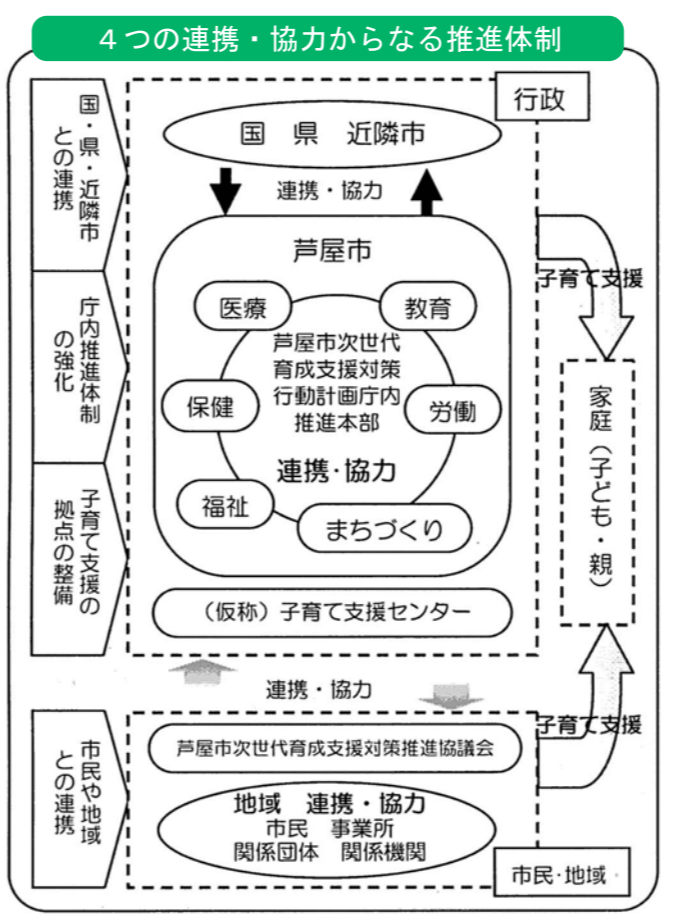 ４つの連携・協力からなる推進体制
行政
国・県・近隣市
との連携
国　県　近隣市
連携・協力
芦屋市
子育て支援
庁内推進体制
の強化
医療
教育
芦屋市次世代
育成支援対策
行動計画庁内
推進本部
保健
労働
連携・協力
福祉
まちづくり
家庭（子ども・親）
子育て支援の
拠点の整備
（仮称）子育て支援センター
連携・協力
子育て支援
市民や地域
との連携
芦屋市次世代育成支援対策推進協議会
地域　連携・協力
市民　事業所
関係団体　関係機関
市民・地域